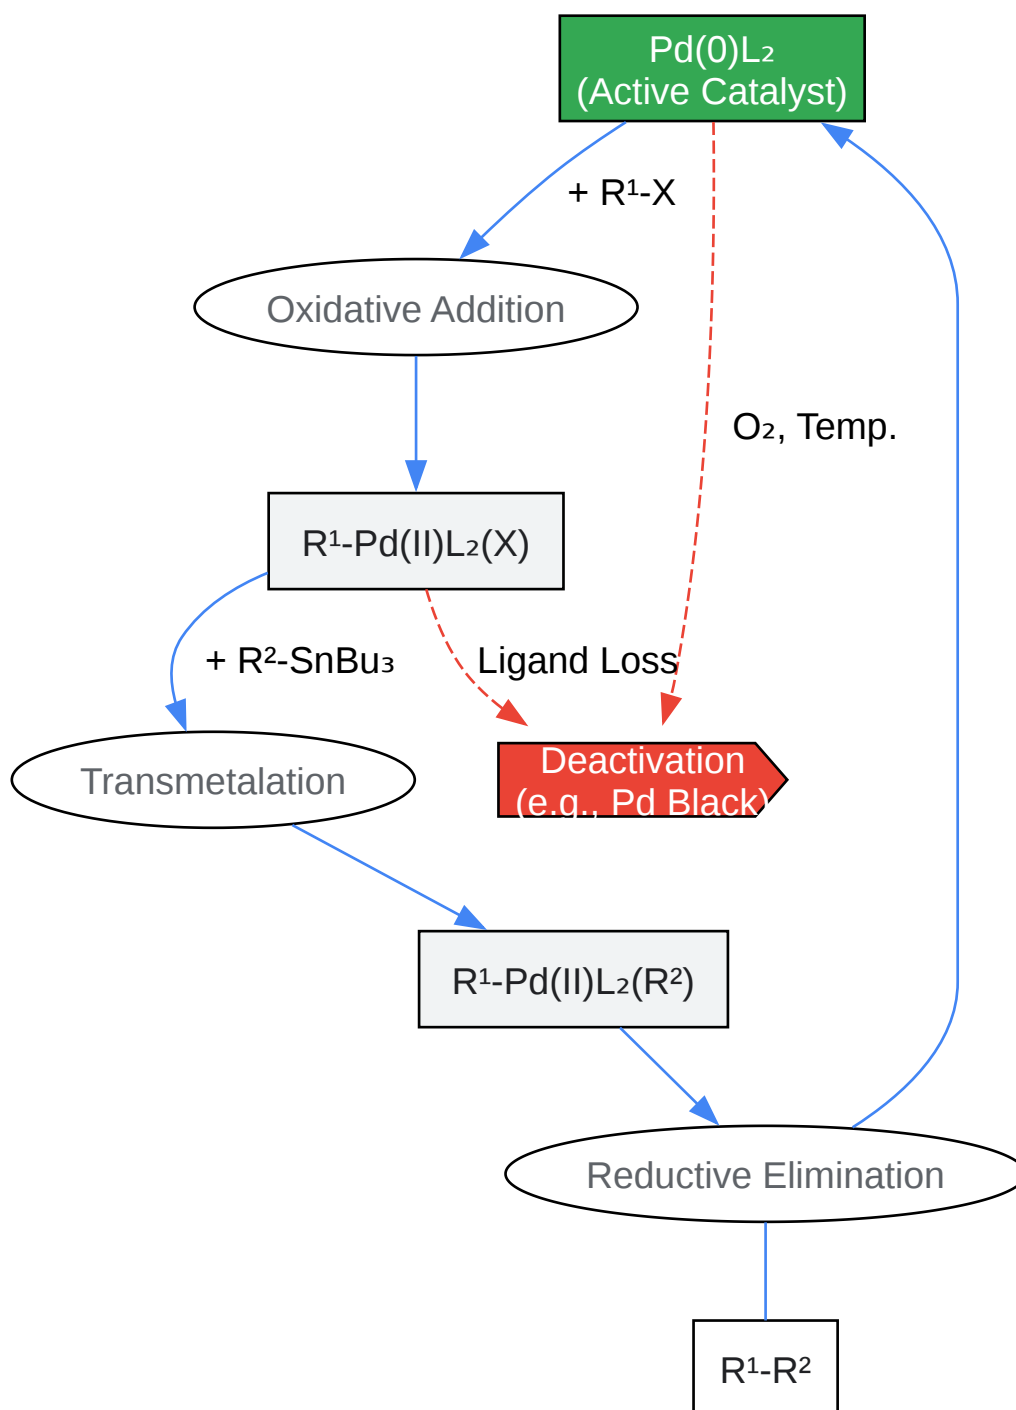 Pd(0)L₂
(Active Catalyst)
+ R¹-X
Oxidative Addition
O₂, Temp.
R¹-Pd(II)L₂(X)
+ R²-SnBu₃
Ligand Loss
Deactivation
(e.g., Pd Black)
Transmetalation
R¹-Pd(II)L₂(R²)
Reductive Elimination
R¹-R²